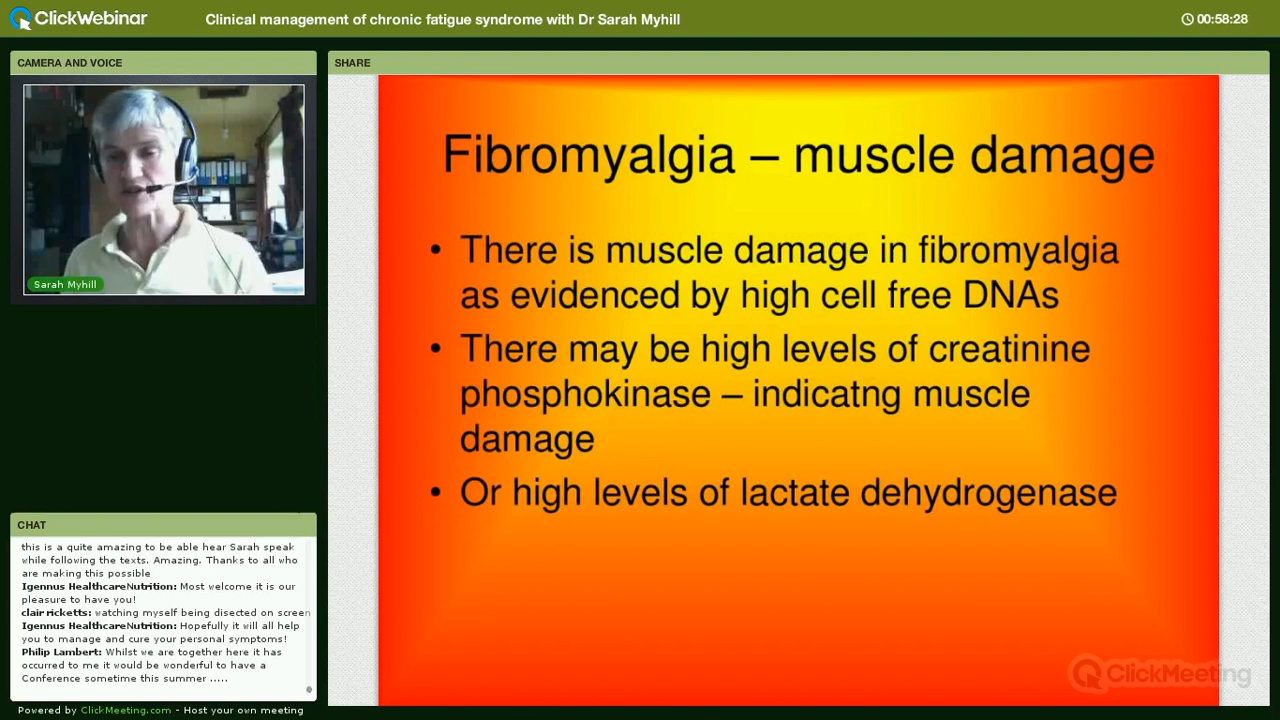 ClickWebinar
Clinical management of chronic fatigue syndrome with Dr Sarah Myhill
00:58:28
CAMERA AND VOICE
Sarah Myhill
SHARE
Fibromyalgia – muscle damage
• There is muscle damage in fibromyalgia
as evidenced by high cell free DNAs
• There may be high levels of creatinine
phosphokinase – indicatng muscle
damage
• Or high levels of lactate dehydrogenase
ClickMeeting
CHAT
this is a quite amazing to be able hear Sarah speak
while following the texts. Amazing. Thanks to all who
are making this possible
Igennus HealthcareNutrition: Most welcome it is our
pleasure to have you!
clair ricketts: watching myself being disected on screen
Igennus HealthcareNutrition: Hopefully it will all help
you to manage and cure your personal symptoms!
Philip Lambert: Whilst we are together here it has
occurred to me it would be wonderful to have a
Conference sometime this summer .....
Powered by ClickMeeting.com - Host your own meeting